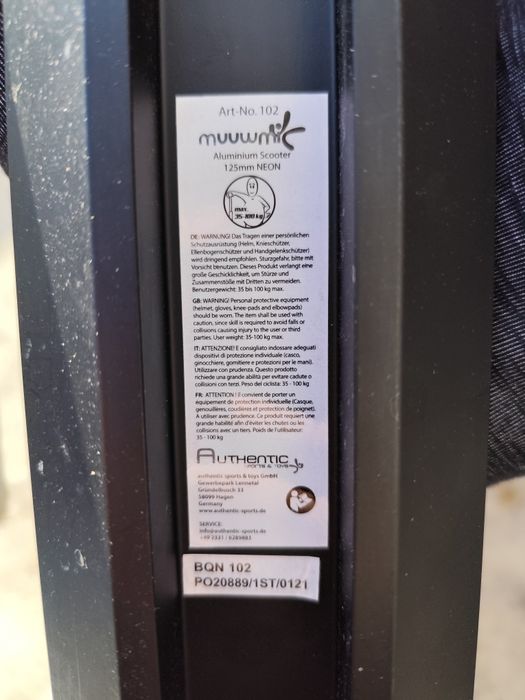 Art-No. 102
muuwmi
Aluminium Scooter
125mm NEON
max.
35-100 kg
DE: WARNUNG! Das Tragen einer persönlichen
Schutzausrüstung (Helm, Knieschützer,
Ellenbogenschützer und Handgelenkschützer)
wird dringend empfohlen. Sturzgefahr, bitte mit
Vorsicht benutzen. Dieses Produkt verlangt eine
große Geschicklichkeit, um Stürze und
Zusammenstöße mit Dritten zu vermeiden.
Benutzergewicht: 35 bis 100 kg max.
GB: WARNING! Personal protective equipment
(helmet, gloves, knee-pads and elbowpads)
should be worn. The item shall be used with
caution, since skill is required to avoid falls or
collisions causing injury to the user or third
parties. User weight: 35-100 kg max.
IT: ATTENZIONE! È consigliato indossare adeguati
dispositivi di protezione individuale (casco,
ginocchiere, gomitiere e protezioni per le mani).
Utilizzare con prudenza. Questo prodotto
richiede una grande abilità per evitare cadute o
collisioni con terzi. Peso del ciclista: 35 - 100 kg
FR: ATTENTION ! Il convient de porter un
équipement de protection individuelle (Casque,
genouillères, coudières et protection de poignet).
A utiliser avec prudence. Ce produit requiert une
grande habilité afin d'éviter les chutes ou les
collisions avec un tiers. Poids de l'utilisateur:
35 - 100 kg
AUTHENTIC
SPORTS & TOYS
authentic sports & toys GmbH
Gewerbepark Lennetal
Gründelbusch 33
58099 Hagen
Germany
www.authentic-sports.de
SERVICE:
info@authentic-sports.de
+49 2331 / 6289883
BQN 102
PO20889/1ST/0121